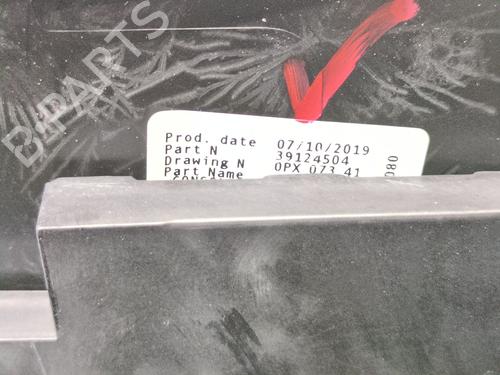 B-PARTS
Prod. date 07/10/2019
Part N 39124504
Drawing N 0PX 073 41
Part Name
080